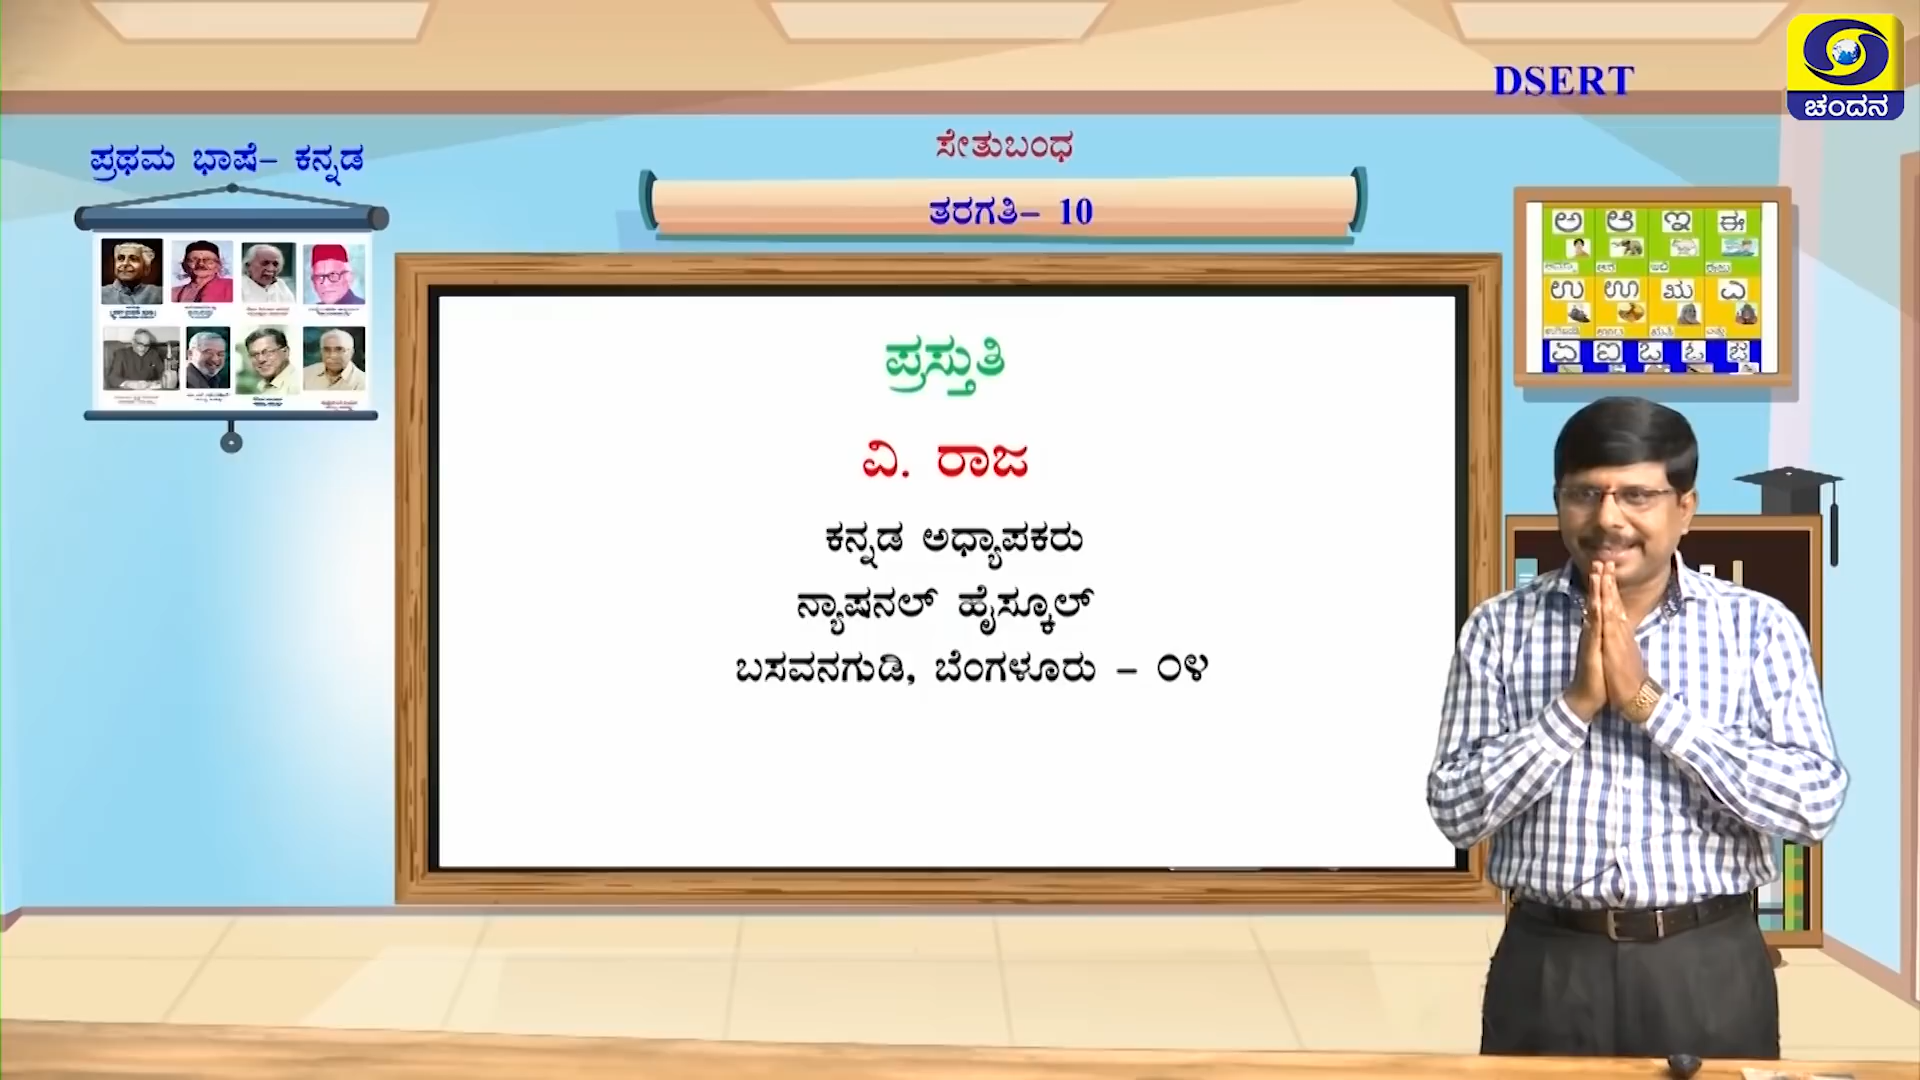 DSERT
ಚಂದನ
ಪ್ರಥಮ ಭಾಷೆ– ಕನ್ನಡ
ಸೇತುಬಂಧ
ತರಗತಿ– 10
ಪ್ರಸ್ತುತಿ
ವಿ. ರಾಜ
ಕನ್ನಡ ಅಧ್ಯಾಪಕರು
ನ್ಯಾಷನಲ್ ಹೈಸ್ಕೂಲ್
ಬಸವನಗುಡಿ, ಬೆಂಗಳೂರು – ೦೪
ಅ ಆ ಇ ಈ
ಉ ಊ ಋ ಎ
ಏ ಐ ಒ ಓ ಔ